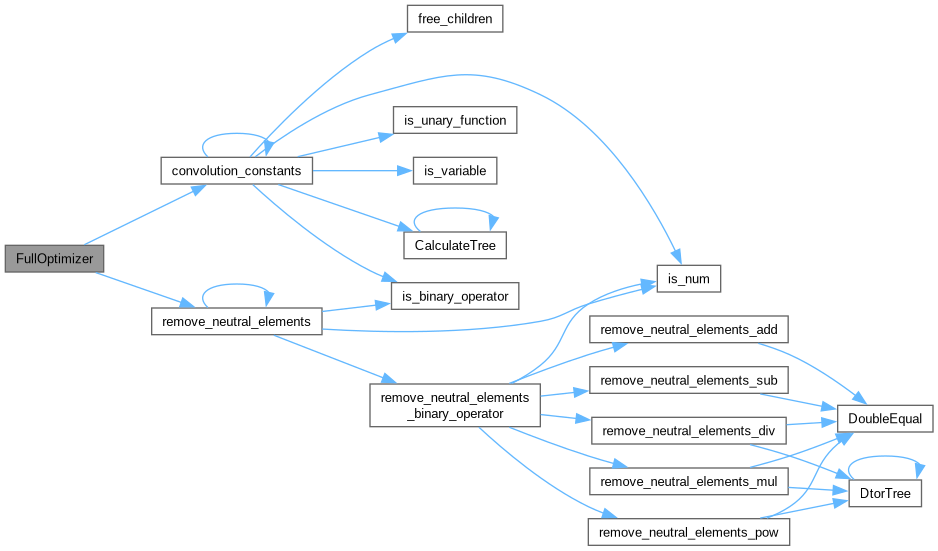 free_children
is_unary_function
convolution_constants
is_variable
CalculateTree
FullOptimizer
is_num
is_binary_operator
remove_neutral_elements
remove_neutral_elements_add
remove_neutral_elements_sub
remove_neutral_elements
_binary_operator
DoubleEqual
remove_neutral_elements_div
remove_neutral_elements_mul
DtorTree
remove_neutral_elements_pow